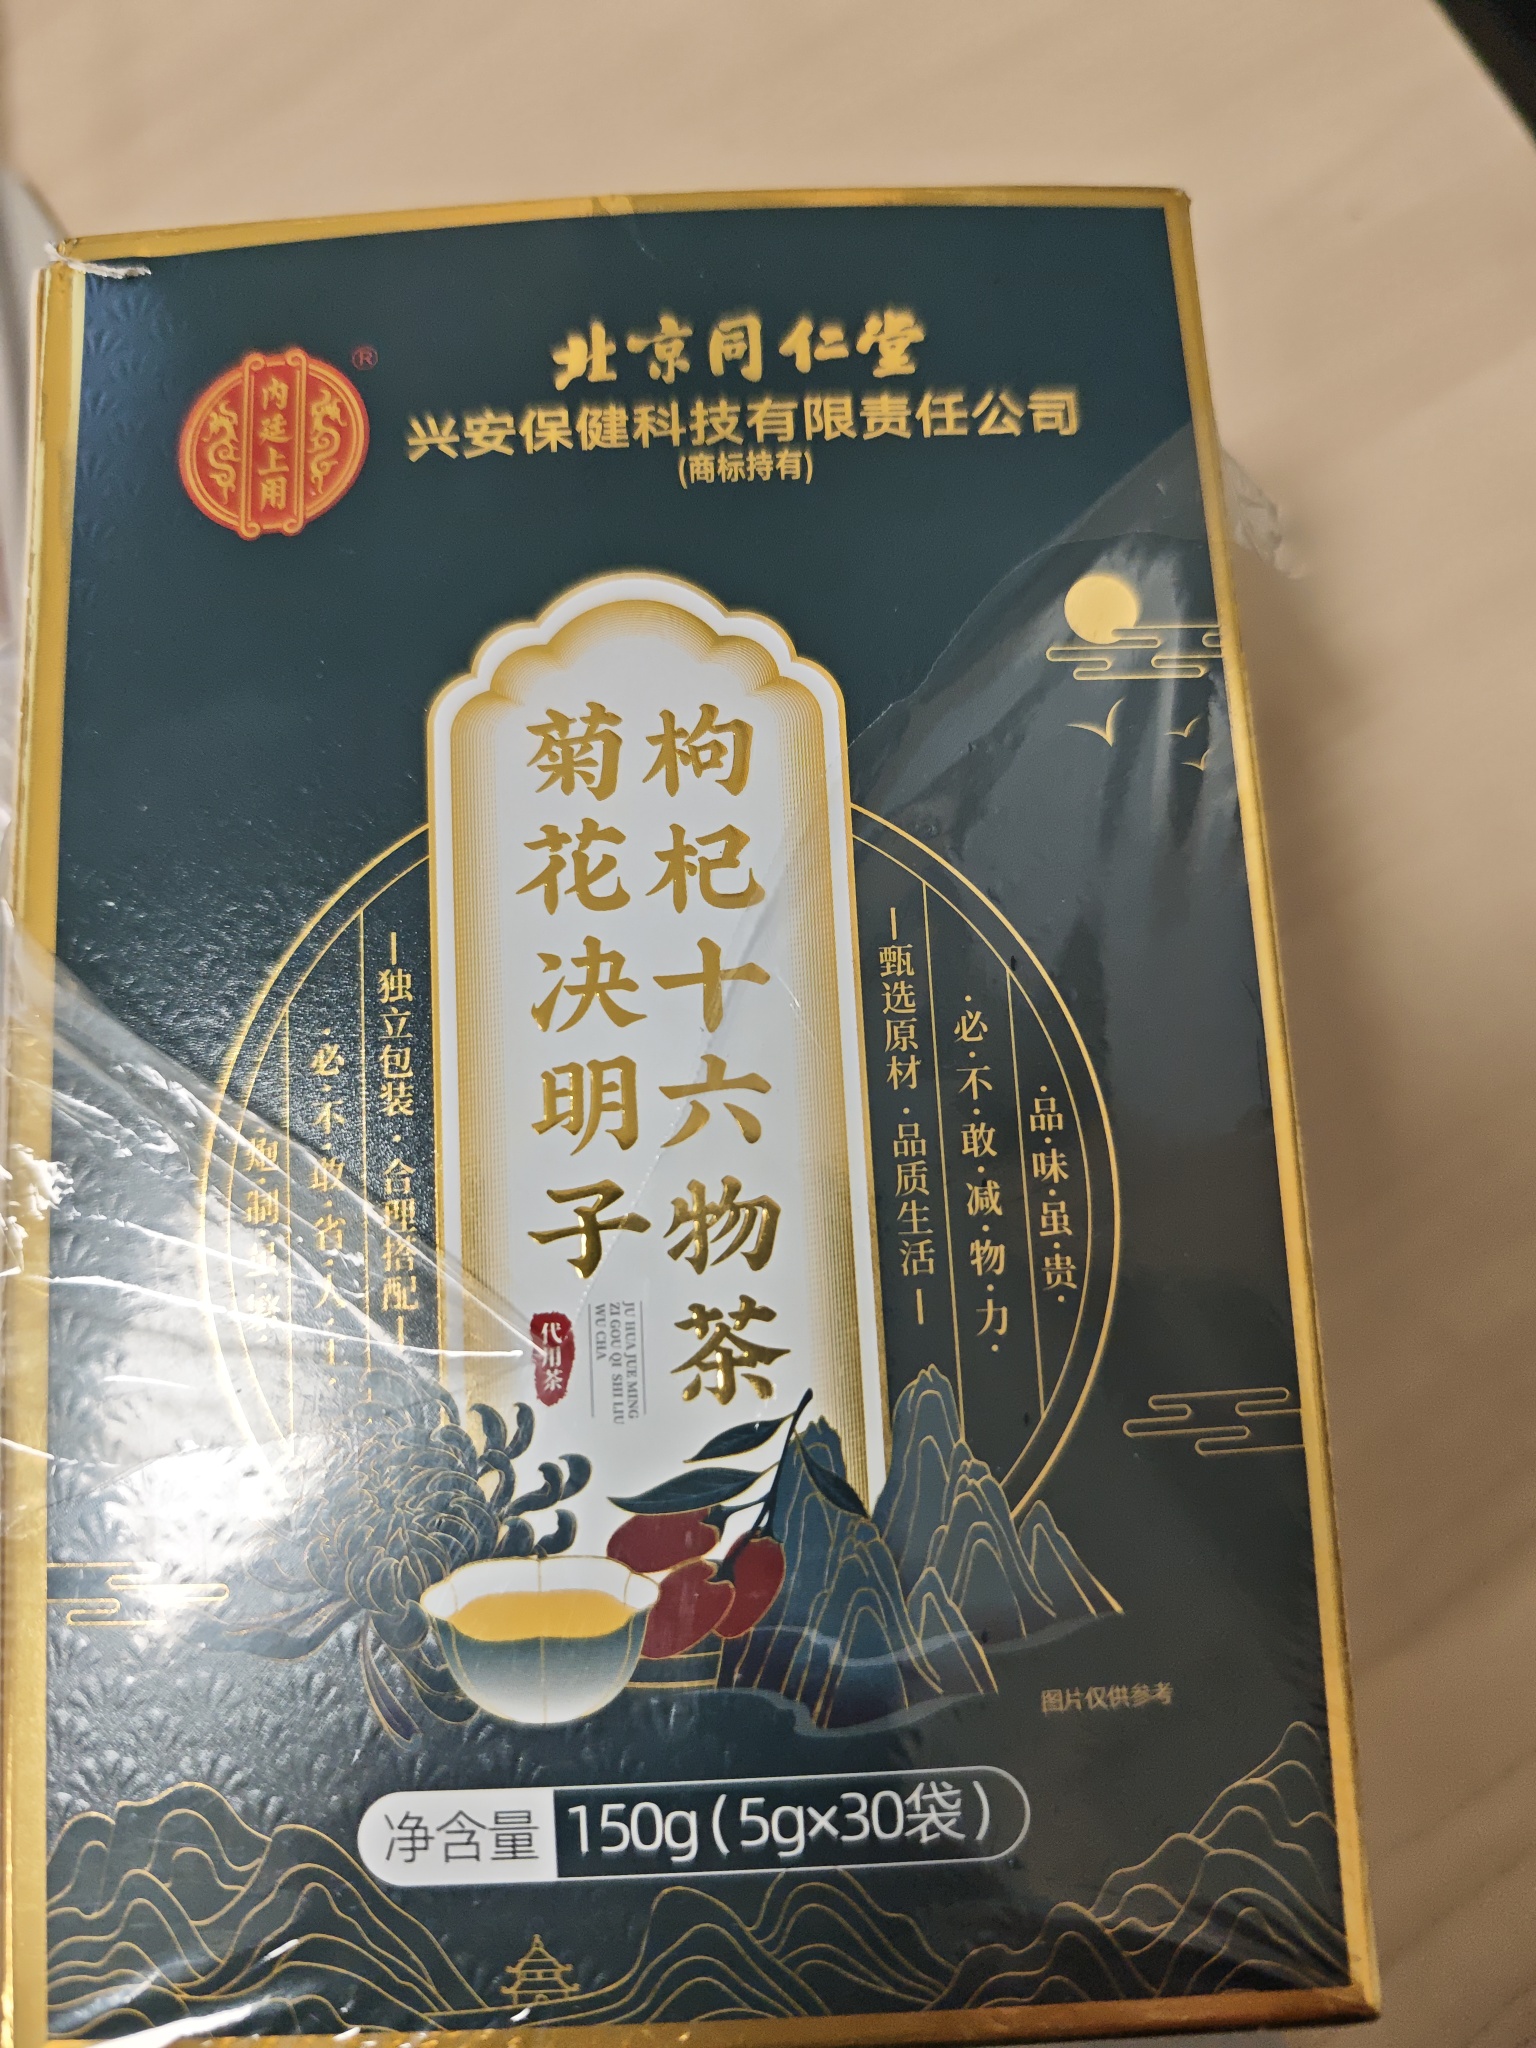 内廷上用
®
北京同仁堂
兴安保健科技有限责任公司
(商标持有)
枸杞十六物茶
菊花决明子
代用茶
JU HUA JUE MING
ZI GOU QI SHI LIU
WU CHA
品·味·虽·贵
必·不·敢·减·物·力
甄选原材·品质生活
独立包装·合理搭配
必·不·敢·省·人·工
炮·制·虽·繁
图片仅供参考
净含量 150g(5g×30袋)